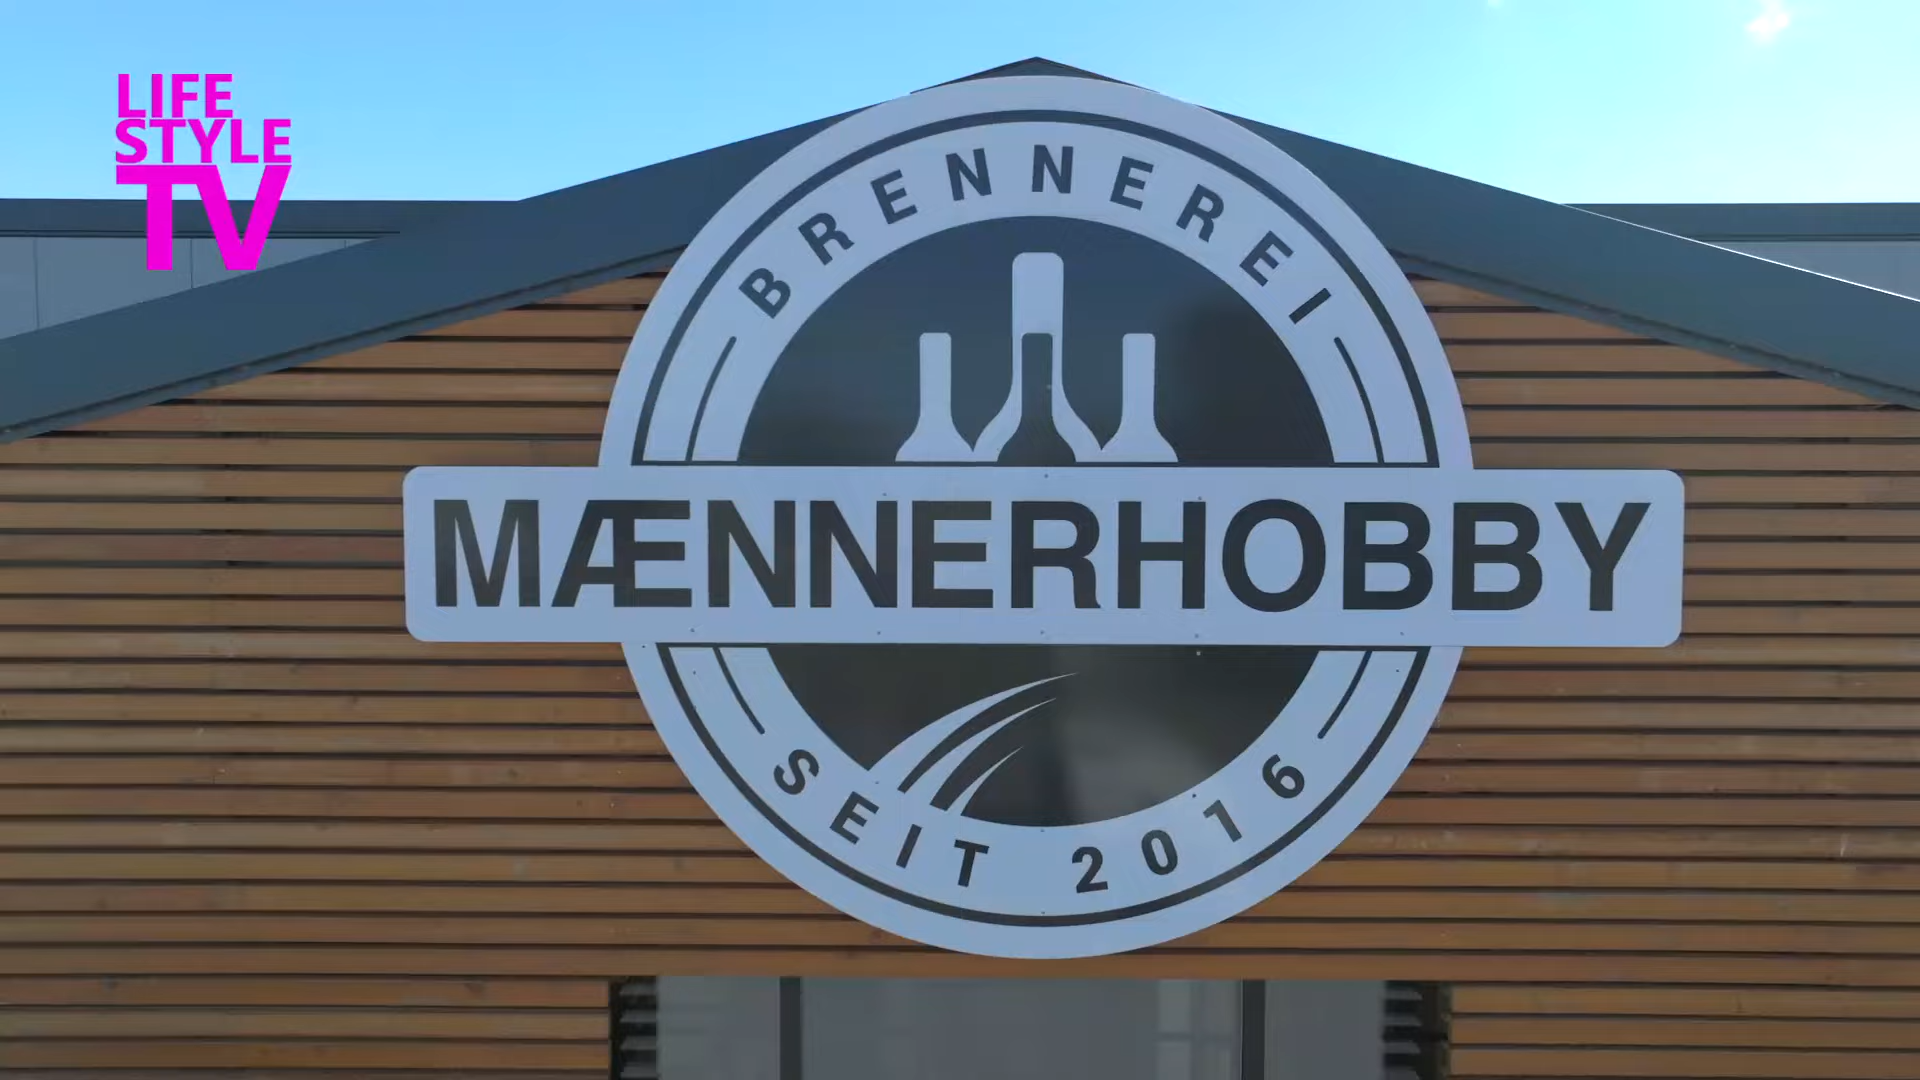 LIFE
STYLE
TV
BRENNEREI
MÆNNERHOBBY
SEIT 2016